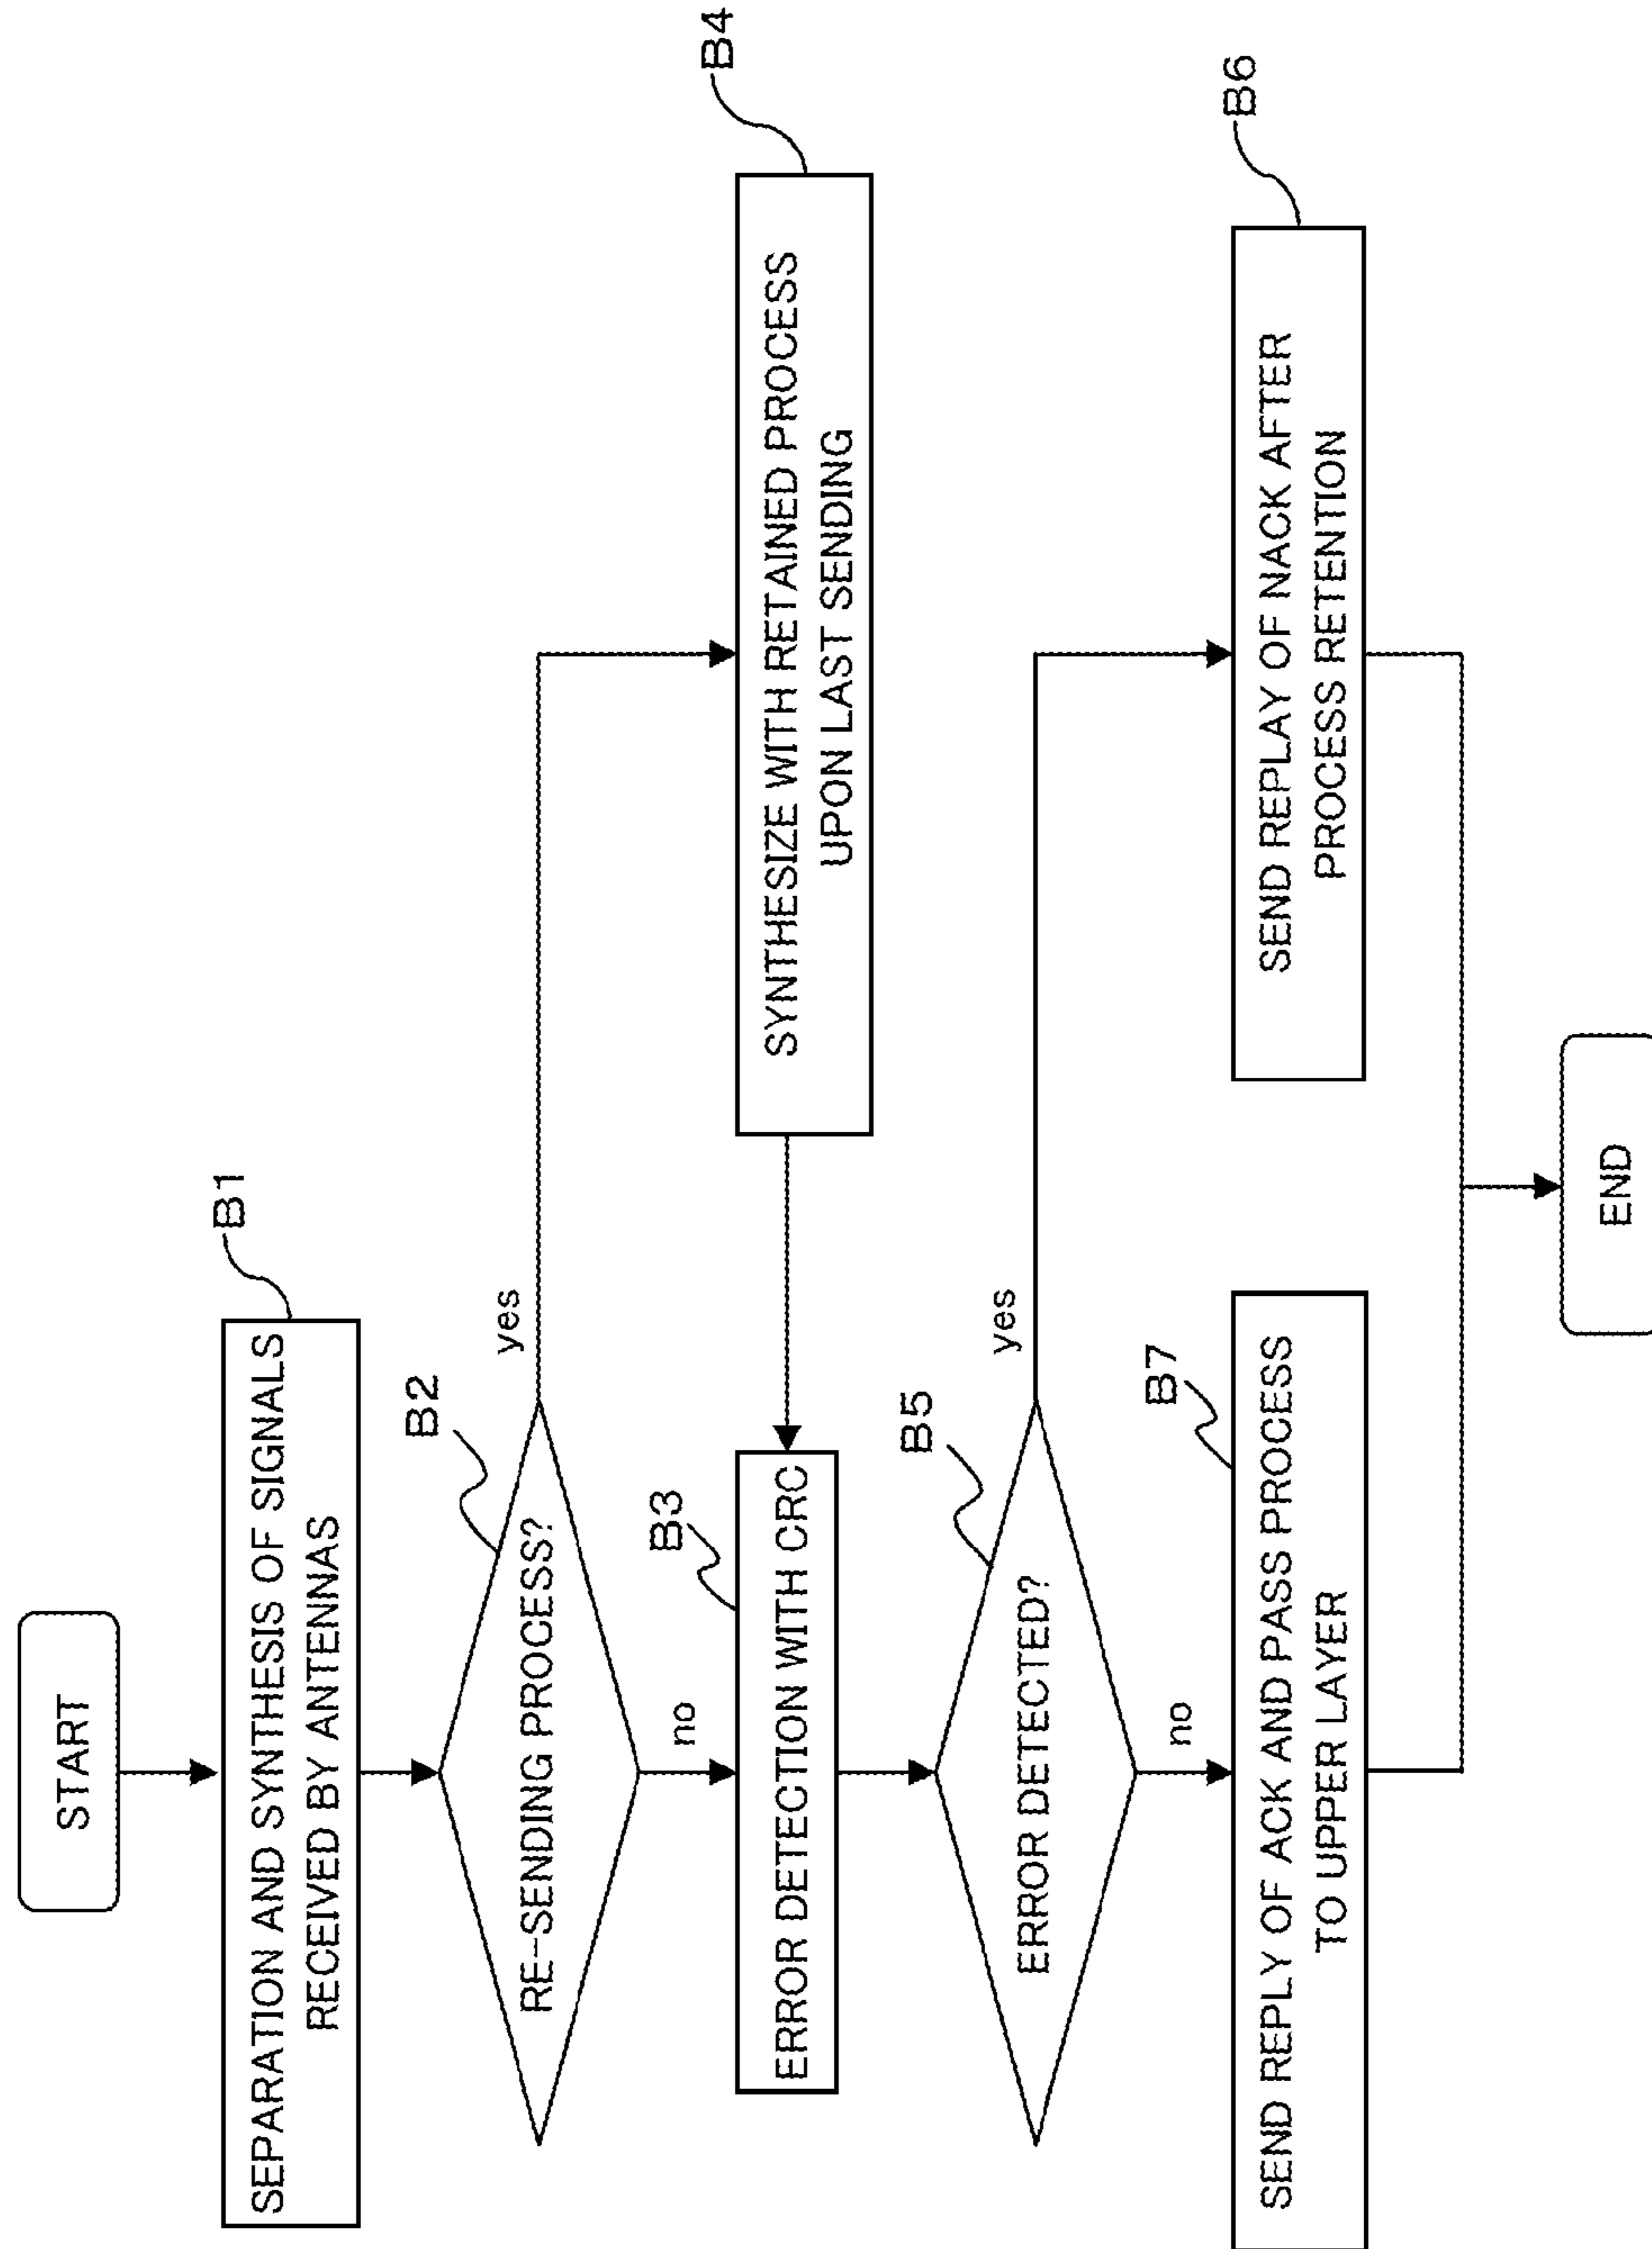 START
B1
SEPARATION AND SYNTHESIS OF SIGNALS
RECEIVED BY ANTENNAS
B2
RE-SENDING PROCESS?
yes
no
B4
SYNTHESIZE WITH RETAINED PROCESS
UPON LAST SENDING
B3
ERROR DETECTION WITH CRC
B5
ERROR DETECTED?
yes
no
B7
SEND REPLY OF ACK AND PASS PROCESS
TO UPPER LAYER
B6
SEND REPLAY OF NACK AFTER
PROCESS RETENTION
END